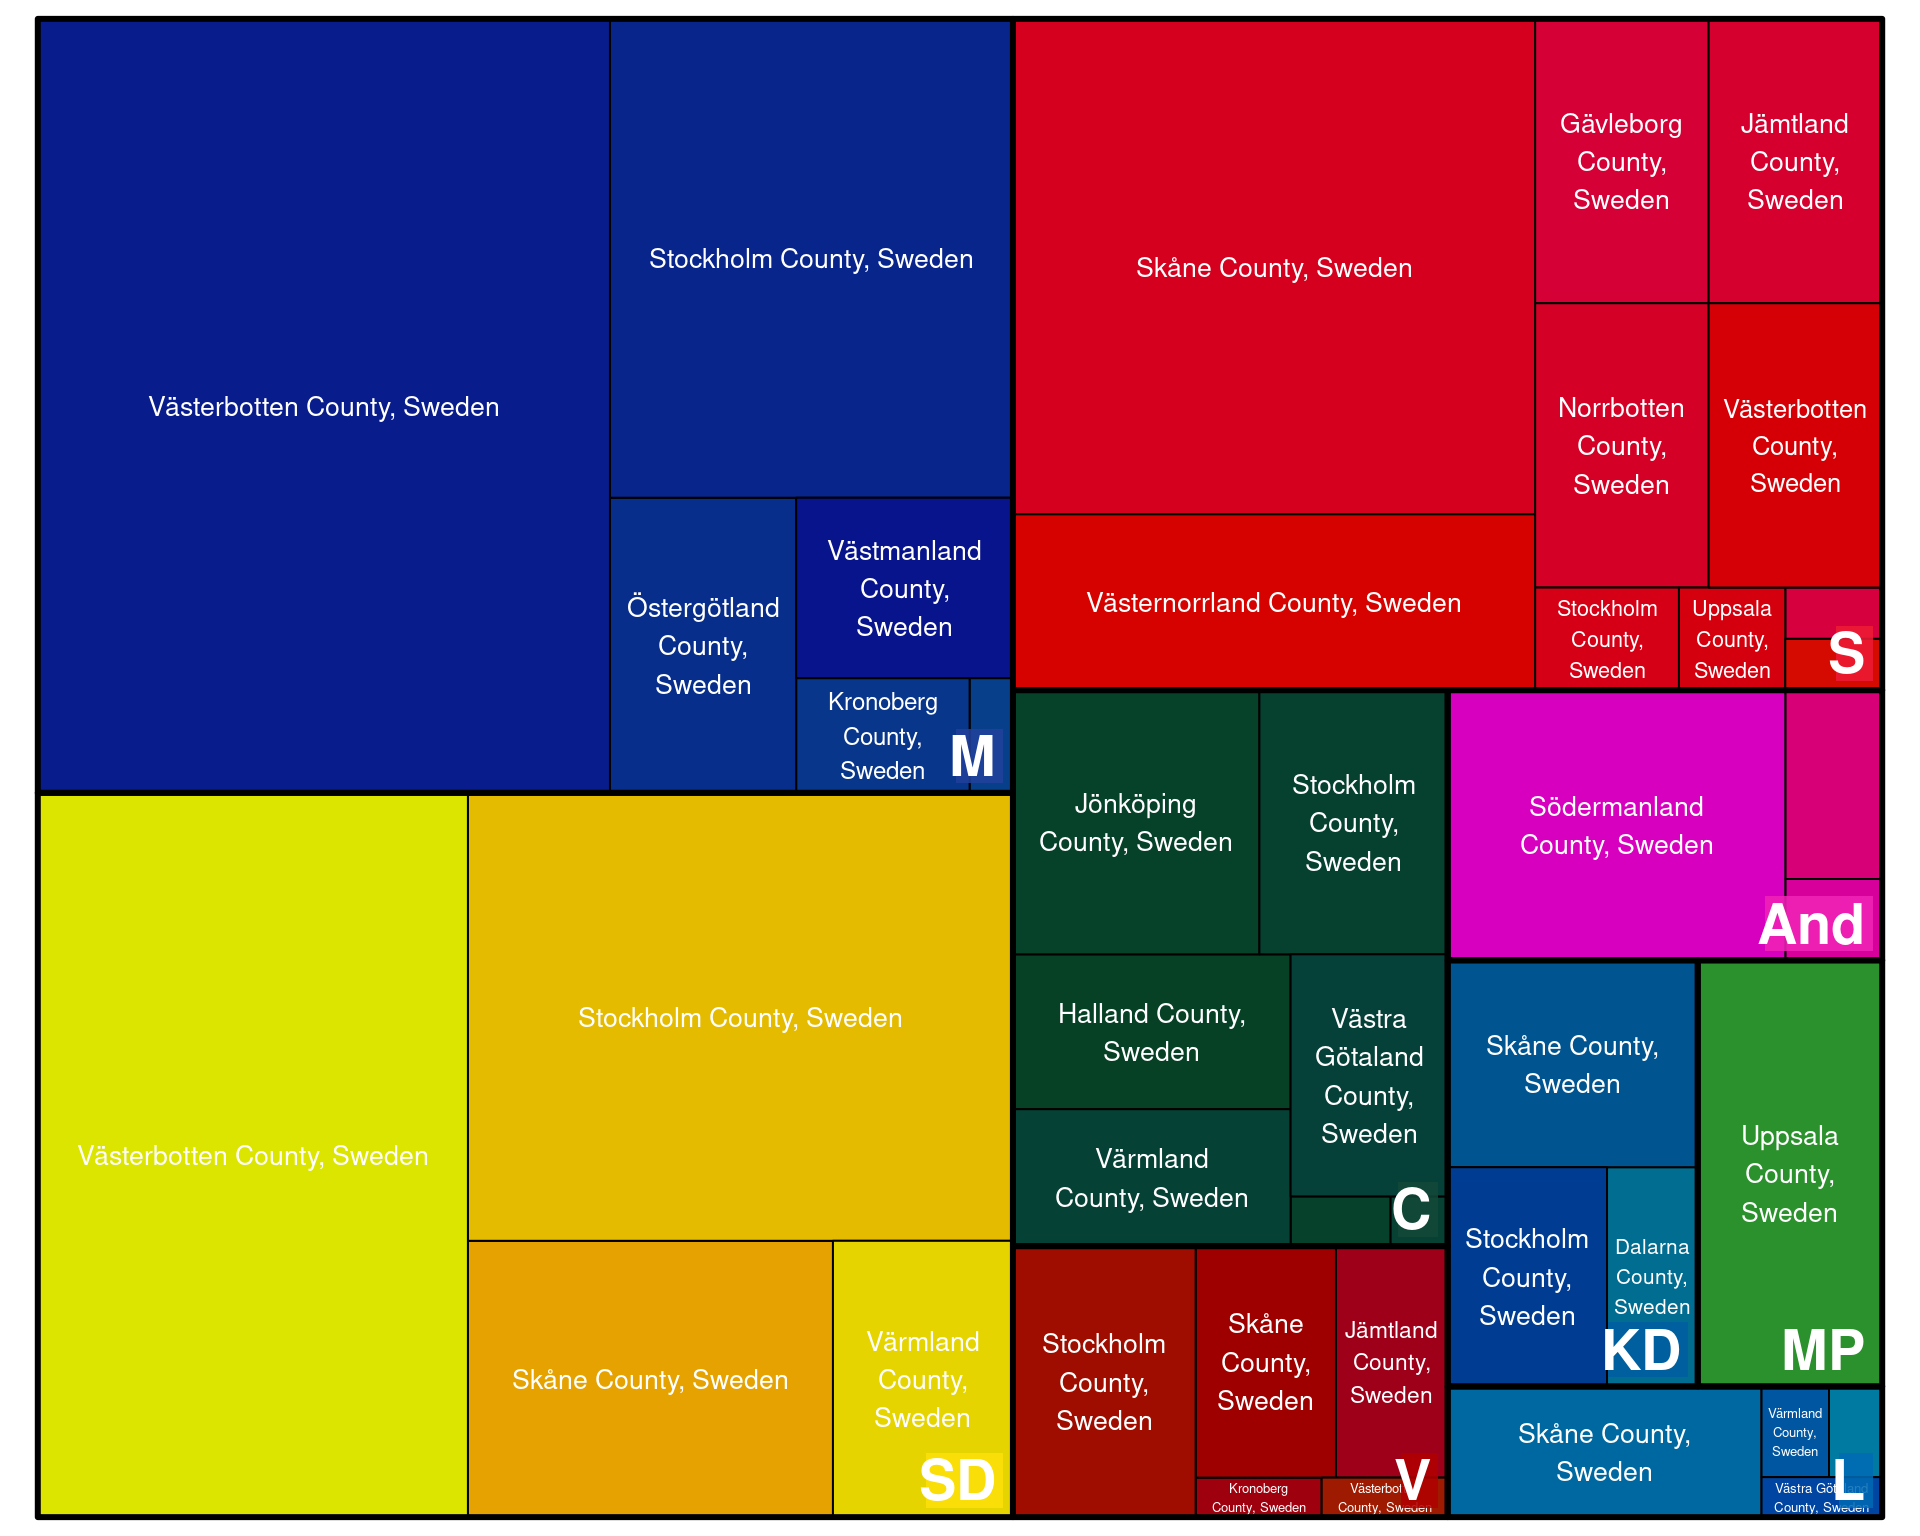 Västerbotten County, Sweden
Stockholm County, Sweden
Östergötland
County,
Sweden
Västmanland
County,
Sweden
Kronoberg
County,
Sweden
M
Skåne County, Sweden
Västernorrland County, Sweden
Gävleborg
County,
Sweden
Jämtland
County,
Sweden
Norrbotten
County,
Sweden
Västerbotten
County,
Sweden
Stockholm
County,
Sweden
Uppsala
County,
Sweden
S
Västerbotten County, Sweden
Stockholm County, Sweden
Skåne County, Sweden
Värmland
County,
Sweden
SD
Jönköping
County, Sweden
Stockholm
County,
Sweden
Halland County,
Sweden
Västra
Götaland
County,
Sweden
Värmland
County, Sweden
C
Södermanland
County, Sweden
And
Skåne County,
Sweden
Stockholm
County,
Sweden
Dalarna
County,
Sweden
KD
Uppsala
County,
Sweden
MP
Stockholm
County,
Sweden
Skåne
County,
Sweden
Jämtland
County,
Sweden
Kronoberg
County, Sweden
County, Sweden
V
Skåne County,
Sweden
Värmland
County,
Sweden
Västra
County, Sweden
L